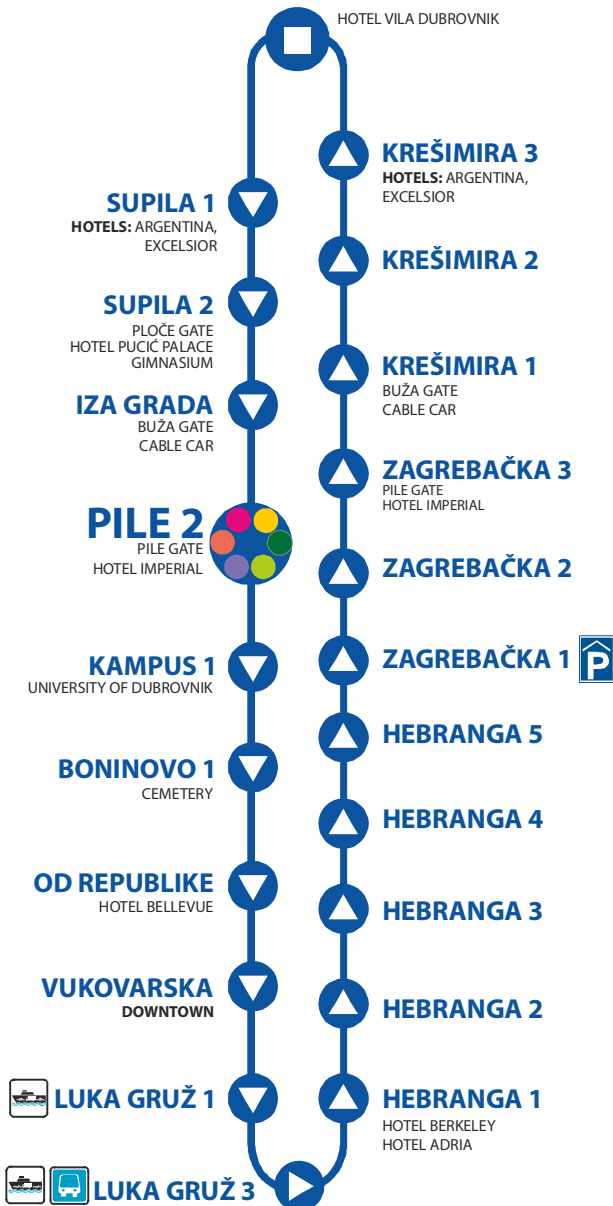 HOTEL VILA DUBROVNIK
SUPILA 1
HOTELS: ARGENTINA,
EXCELSIOR
SUPILA 2
PLOČE GATE
HOTEL PUCIĆ PALACE
GIMNASIUM
IZA GRADA
BUŽA GATE
CABLE CAR
PILE 2
PILE GATE
HOTEL IMPERIAL
KAMPUS 1
UNIVERSITY OF DUBROVNIK
BONINOVO 1
CEMETERY
OD REPUBLIKE
HOTEL BELLEVUE
VUKOVARSKA
DOWNTOWN
LUKA GRUŽ 1
LUKA GRUŽ 3
KREŠIMIRA 3
HOTELS: ARGENTINA,
EXCELSIOR
KREŠIMIRA 2
KREŠIMIRA 1
BUŽA GATE
CABLE CAR
ZAGREBAČKA 3
PILE GATE
HOTEL IMPERIAL
ZAGREBAČKA 2
ZAGREBAČKA 1 P
HEBRANGA 5
HEBRANGA 4
HEBRANGA 3
HEBRANGA 2
HEBRANGA 1
HOTEL BERKELEY
HOTEL ADRIA